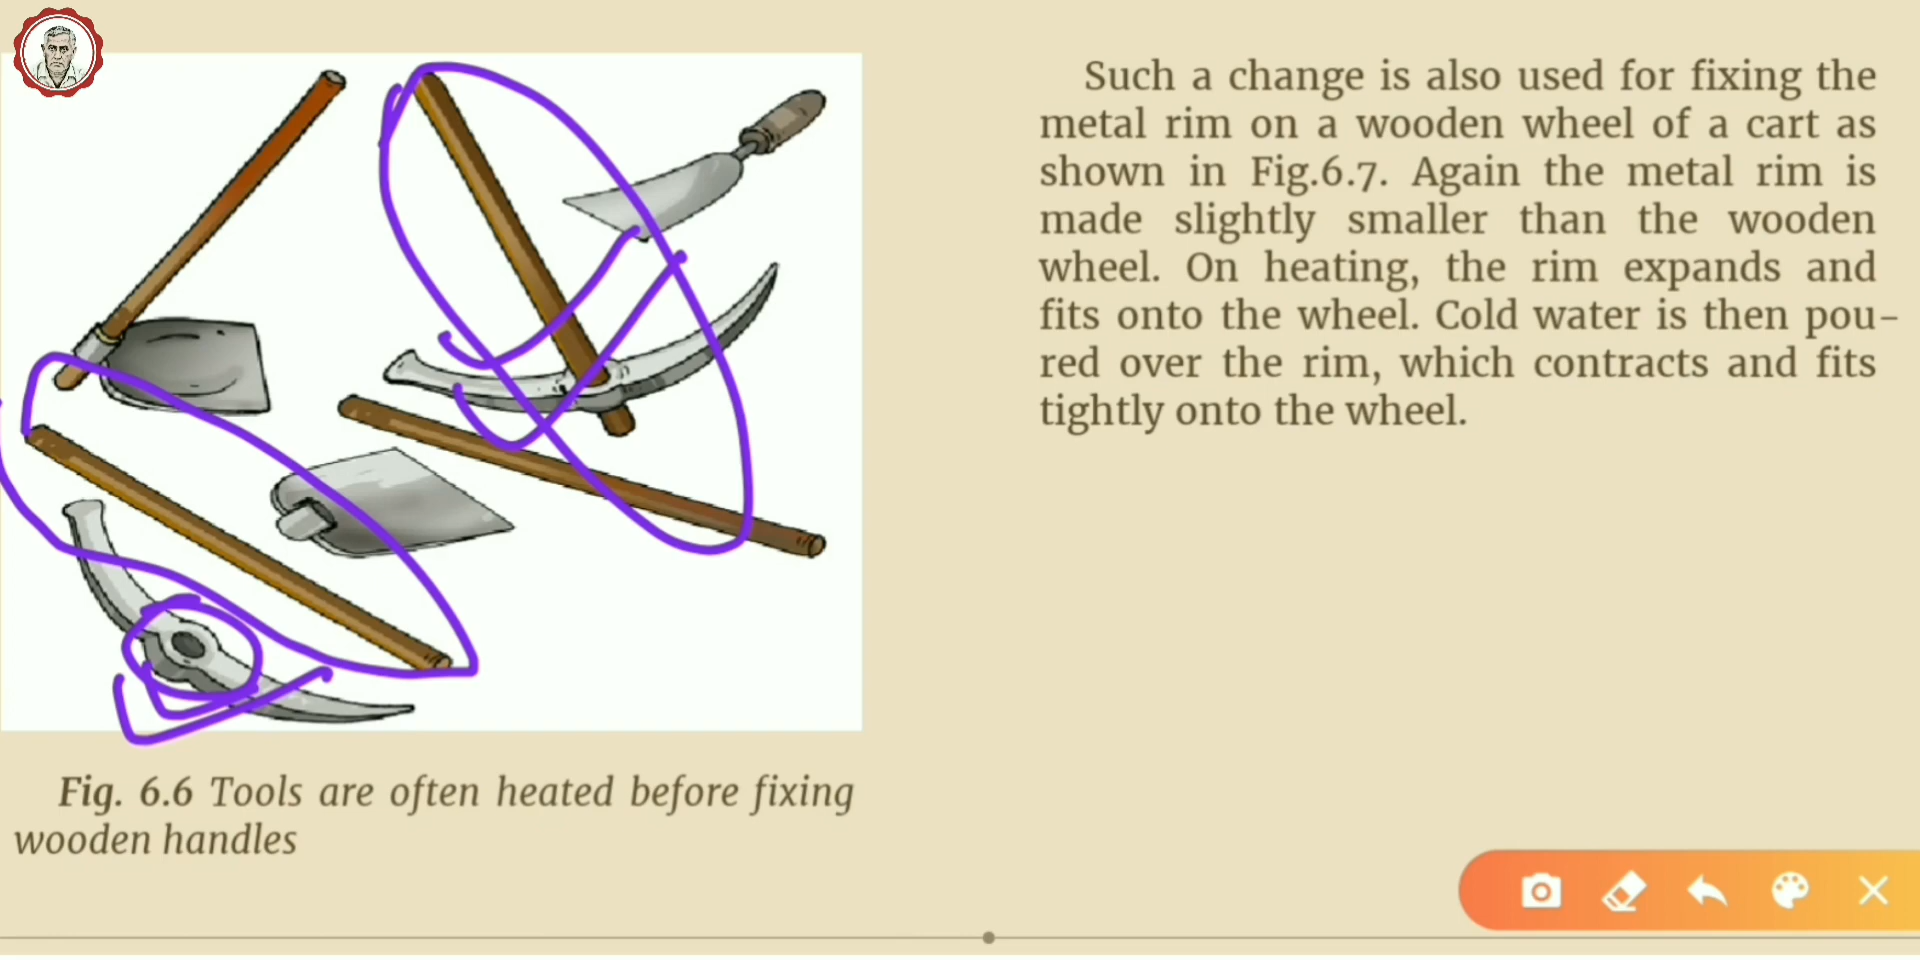 Such a change is also used for fixing the
metal rim on a wooden wheel of a cart as
shown in Fig.6.7. Again the metal rim is
made slightly smaller than the wooden
wheel. On heating, the rim expands and
fits onto the wheel. Cold water is then pou-
red over the rim, which contracts and fits
tightly onto the wheel.
Fig. 6.6 Tools are often heated before fixing
wooden handles